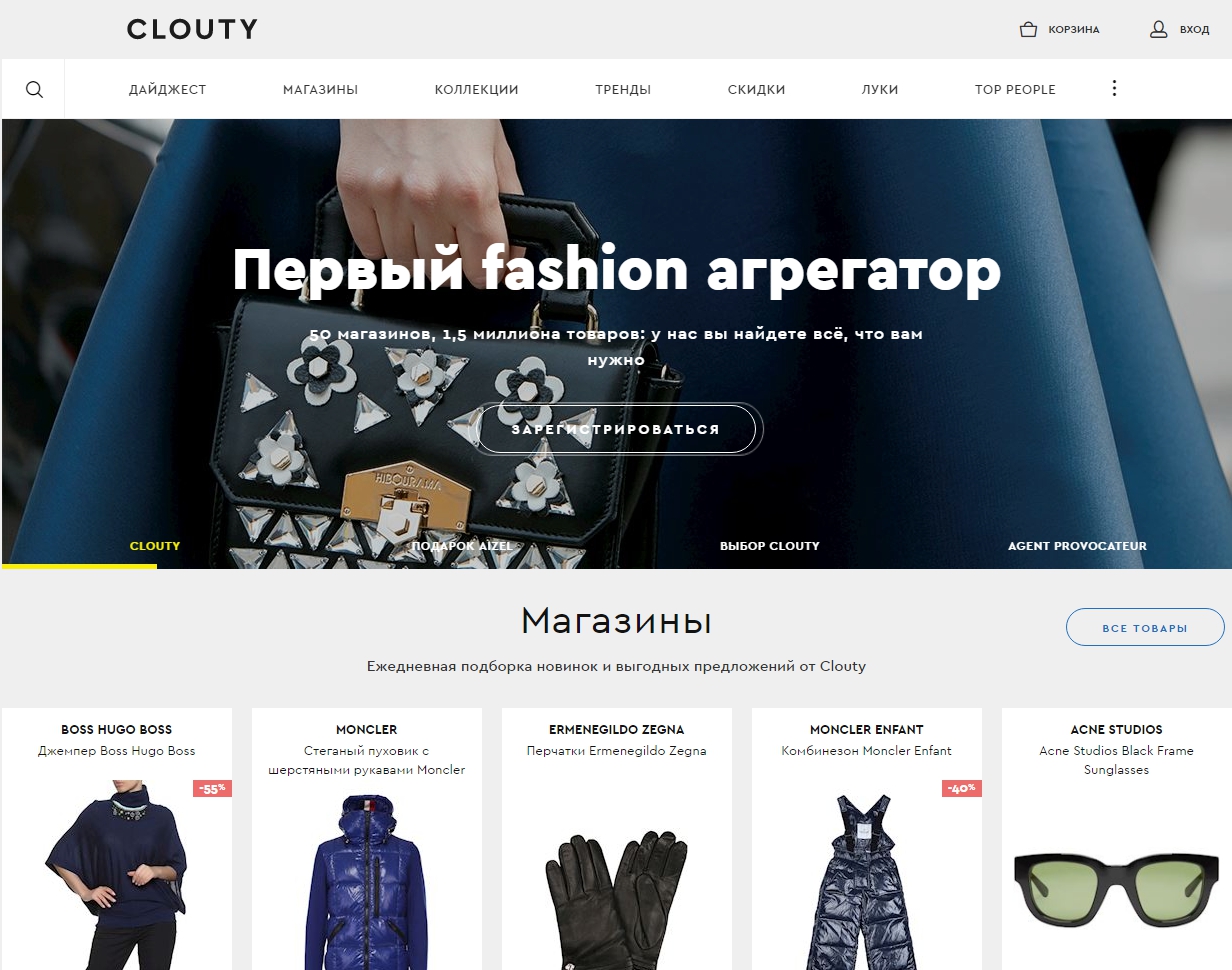 CLOUTY
КОРЗИНА
ВХОД
ДАЙДЖЕСТ
МАГАЗИНЫ
КОЛЛЕКЦИИ
ТРЕНДЫ
СКИДКИ
ЛУКИ
TOP PEOPLE
Первый fashion агрегатор
50 магазинов, 1,5 миллиона товаров: у нас вы найдете всё, что вам
нужно
ЗАРЕГИСТРИРОВАТЬСЯ
HIBOURAMA
CLOUTY
ПОДАРОК AIZEL
ВЫБОР CLOUTY
AGENT PROVOCATEUR
Магазины
ВСЕ ТОВАРЫ
Ежедневная подборка новинок и выгодных предложений от Clouty
BOSS HUGO BOSS
Джемпер Boss Hugo Boss
-55%
MONCLER
Стеганый пуховик с
шерстяными рукавами Moncler
ERMENEGILDO ZEGNA
Перчатки Ermenegildo Zegna
MONCLER ENFANT
Комбинезон Moncler Enfant
-40%
ACNE STUDIOS
Acne Studios Black Frame
Sunglasses